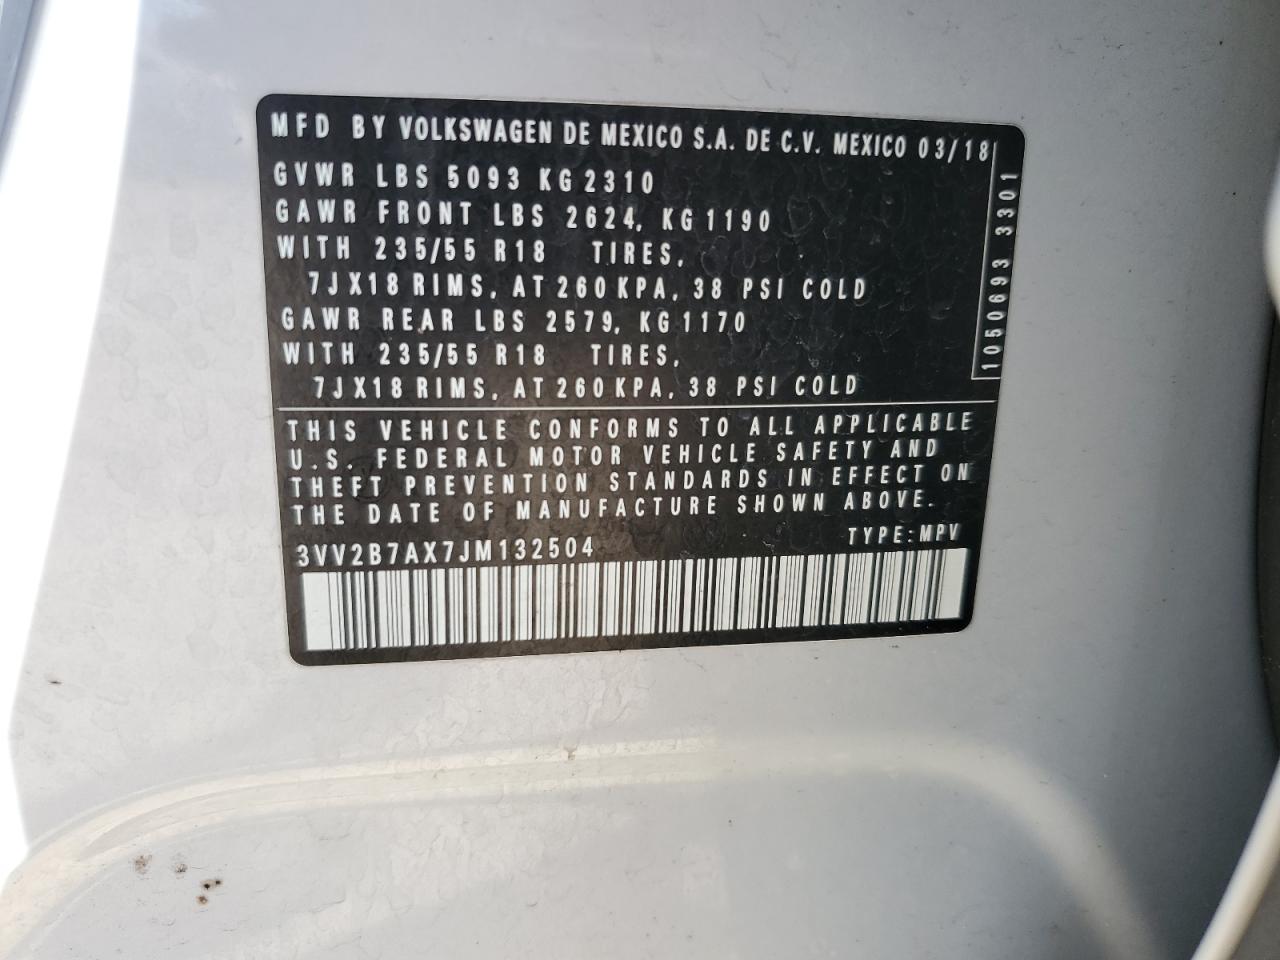 MFD BY VOLKSWAGEN DE MEXICO S.A. DE C.V. MEXICO 03/18
GVWR LBS 5093 KG 2310
GAWR FRONT LBS 2624, KG 1190
WITH 235/55 R18 TIRES,
7JX18 RIMS, AT 260 KPA, 38 PSI COLD
GAWR REAR LBS 2579, KG 1170
WITH 235/55 R18 TIRES,
7JX18 RIMS, AT 260 KPA, 38 PSI COLD
1050693 3301
THIS VEHICLE CONFORMS TO ALL APPLICABLE
U.S. FEDERAL MOTOR VEHICLE SAFETY AND
THEFT PREVENTION STANDARDS IN EFFECT ON
THE DATE OF MANUFACTURE SHOWN ABOVE.
3VV2B7AX7JM132504 TYPE: MPV